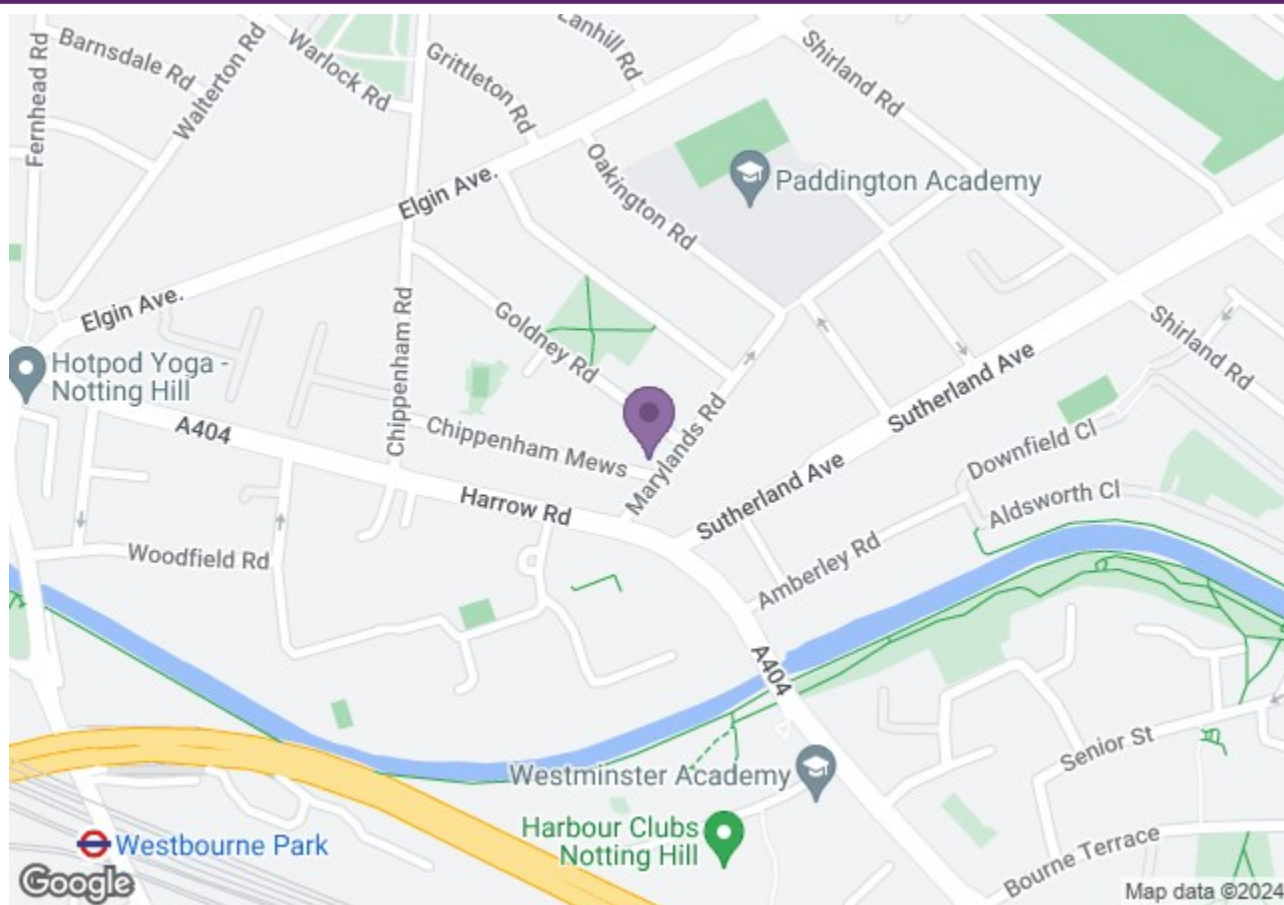 Fernhead Rd
Barnsdale Rd
Walterton Rd
Warlock Rd
Grittleton Rd
Lanhill Rd
Shirland Rd
Paddington Academy
Oakington Rd
Elgin Ave.
Elgin Ave.
Goldney Rd
Chippenham Rd
Hotpod Yoga -
Notting Hill
A404
Chippenham Mews
Marylands Rd
Harrow Rd
Sutherland Ave
Sutherland Ave
Shirland Rd
Downfield Cl
Aldsworth Cl
Amberley Rd
Woodfield Rd
A404
Senior St
Westminster Academy
Harbour Clubs
Notting Hill
Westbourne Park
Bourne Terrace
Google
Map data ©2024